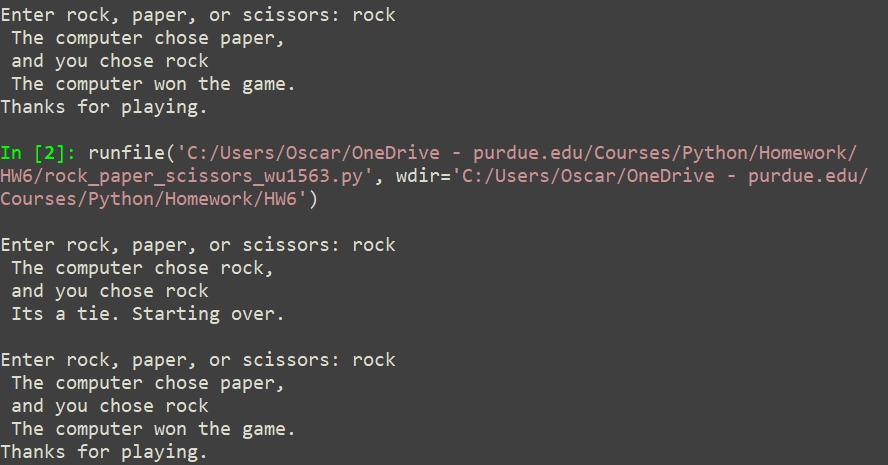 Enter rock, paper, or scissors: rock
 The computer chose paper,
 and you chose rock
 The computer won the game.
Thanks for playing.

In [2]: runfile('C:/Users/Oscar/OneDrive - purdue.edu/Courses/Python/Homework/
HW6/rock_paper_scissors_wu1563.py', wdir='C:/Users/Oscar/OneDrive - purdue.edu/
Courses/Python/Homework/HW6')

Enter rock, paper, or scissors: rock
 The computer chose rock,
 and you chose rock
 Its a tie. Starting over.

Enter rock, paper, or scissors: rock
 The computer chose paper,
 and you chose rock
 The computer won the game.
Thanks for playing.